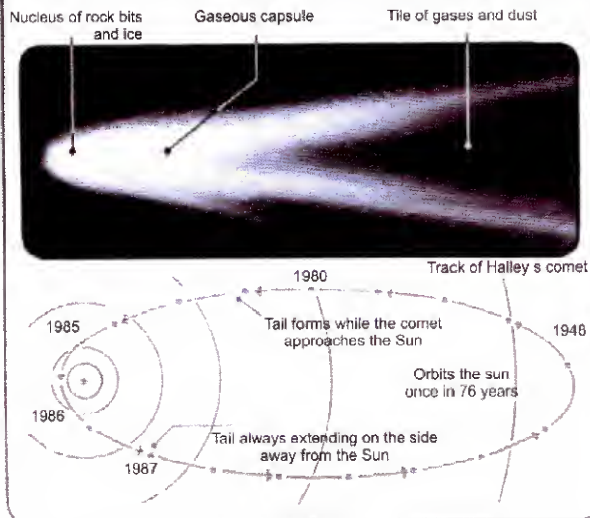 Nucleus of rock bits
and ice
Gaseous capsule
Tile of gases and dust
Track of Halley s comet
1980
1985
Tail forms while the comet
approaches the Sun
1948
Orbits the sun
once in 76 years
1986
Tail always extending on the side
away from the Sun
1987